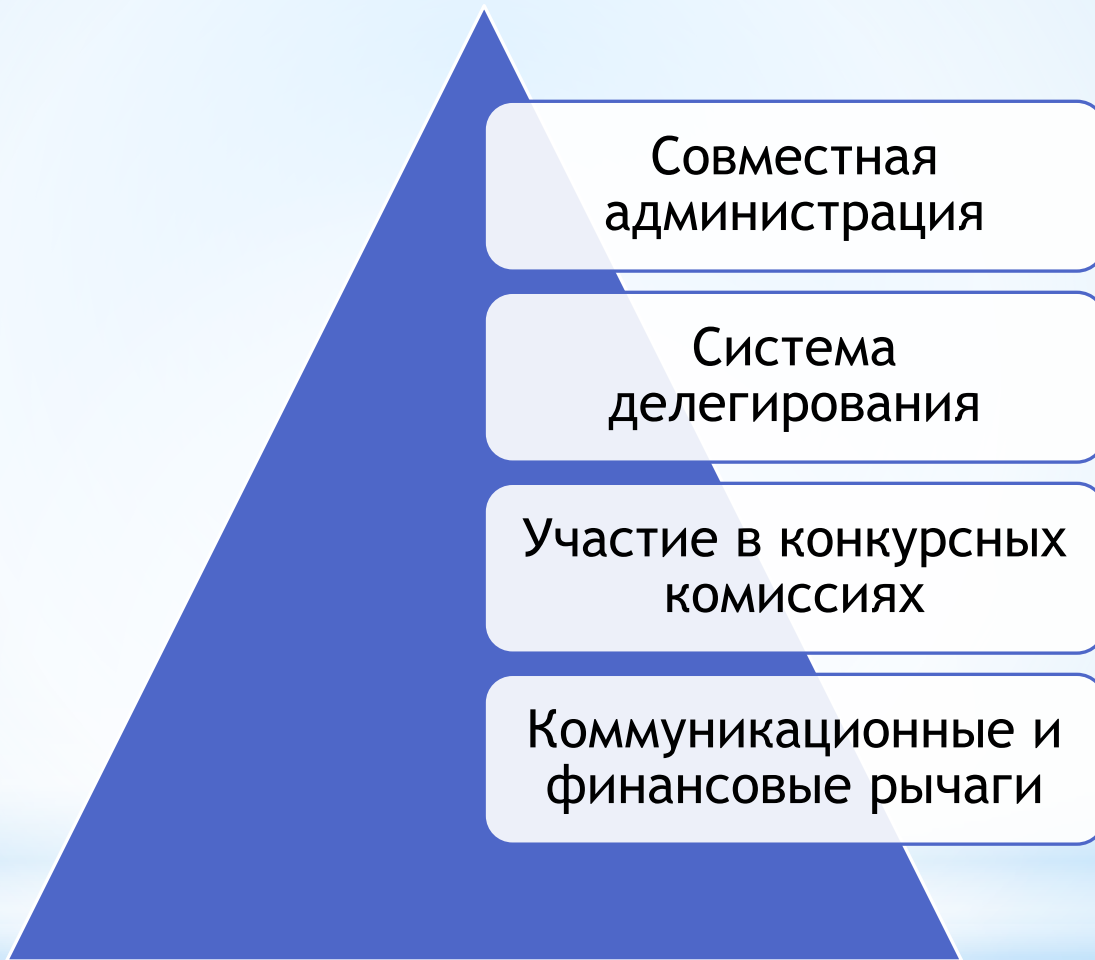 Совместная
администрация
Система
делегирования
Участие в конкурсных
комиссиях
Коммуникационные и
финансовые рычаги